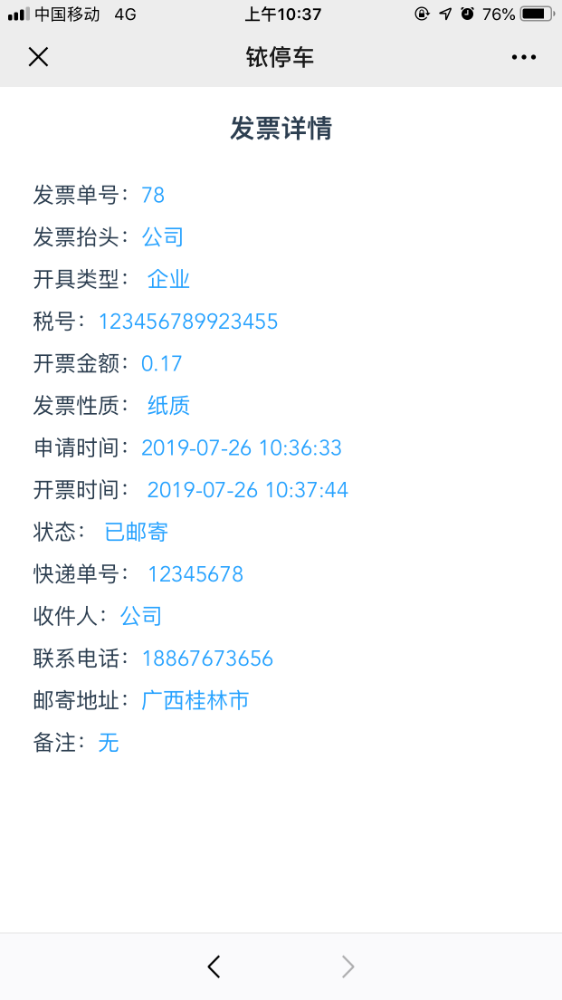 中国移动 4G 上午10:37 76%
铱停车
发票详情
发票单号：78
发票抬头：公司
开具类型： 企业
税号：123456789923455
开票金额：0.17
发票性质： 纸质
申请时间：2019-07-26 10:36:33
开票时间： 2019-07-26 10:37:44
状态： 已邮寄
快递单号： 12345678
收件人：公司
联系电话：18867673656
邮寄地址：广西桂林市
备注：无